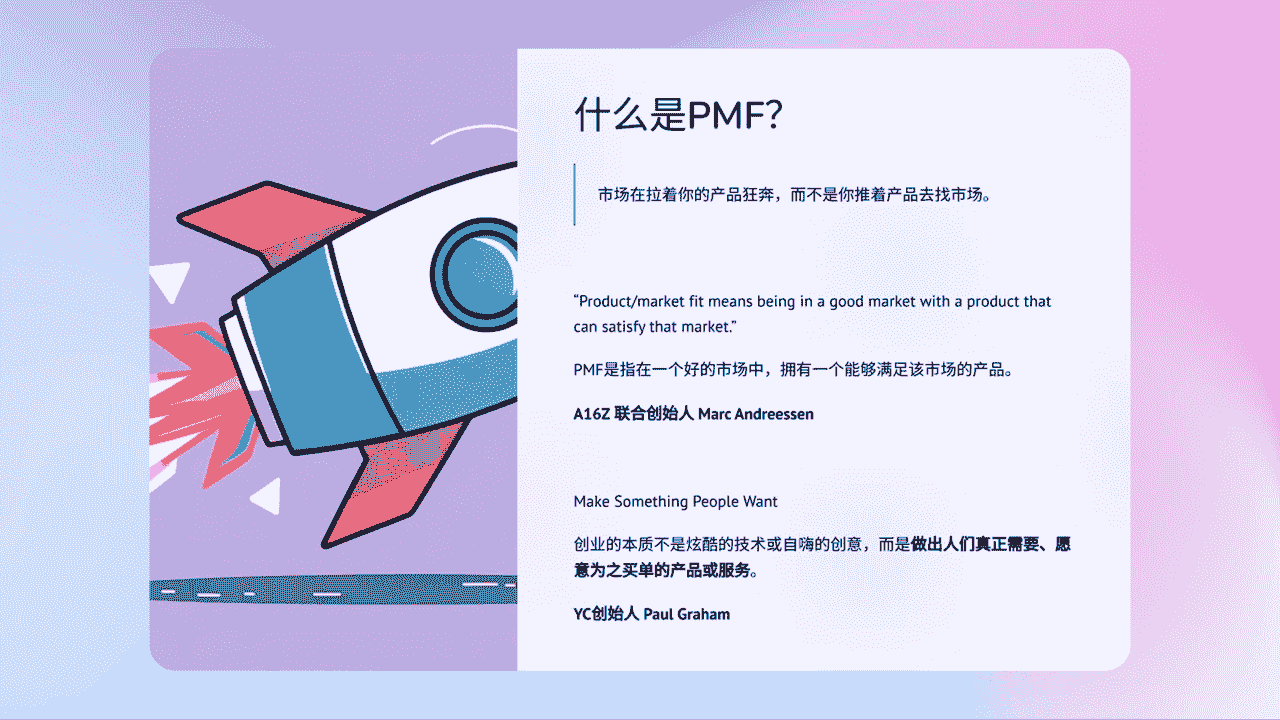 什么是PMF？
市场在拉着你的产品狂奔，而不是你推着产品去找市场。
“Product/market fit means being in a good market with a product that
can satisfy that market.”
PMF是指在一个好的市场中，拥有一个能够满足该市场的产品。
A16Z 联合创始人 Marc Andreessen
Make Something People Want
创业的本质不是炫酷的技术或自嗨的创意，而是做出人们真正需要、愿
意为之买单的产品或服务。
YC创始人 Paul Graham